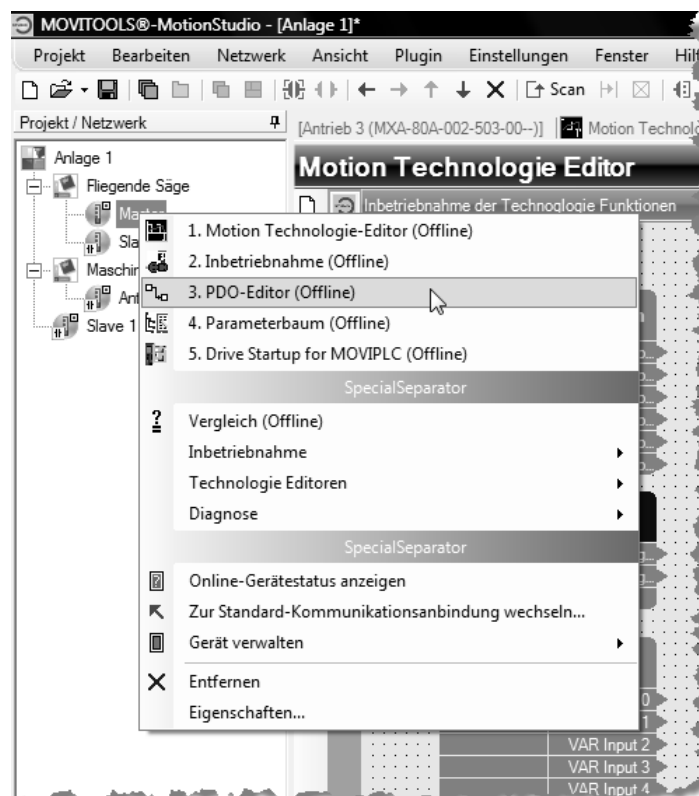 MOVITOOLS®-MotionStudio - [Anlage 1]*
Projekt Bearbeiten Netzwerk Ansicht Plugin Einstellungen Fenster
Scan
Projekt / Netzwerk
[Antrieb 3 (MXA-80A-002-503-00--)] Motion
Anlage 1
Motion Technologie Editor
Fliegende Säge
Inbetriebnahme der Technoglogie Funktionen
1. Motion Technologie-Editor (Offline)
2. Inbetriebnahme (Offline)
3. PDO-Editor (Offline)
4. Parameterbaum (Offline)
Slave 1
5. Drive Startup for MOVIPLC (Offline)
SpecialSeparator
Vergleich (Offline)
Inbetriebnahme
Technologie Editoren
Diagnose
SpecialSeparator
Online-Gerätestatus anzeigen
Zur Standard-Kommunikationsanbindung wechseln...
Gerät verwalten
Entfernen
0
Eigenschaften...
1
VAR Input 2
VAR Input 3
VAR Input 4